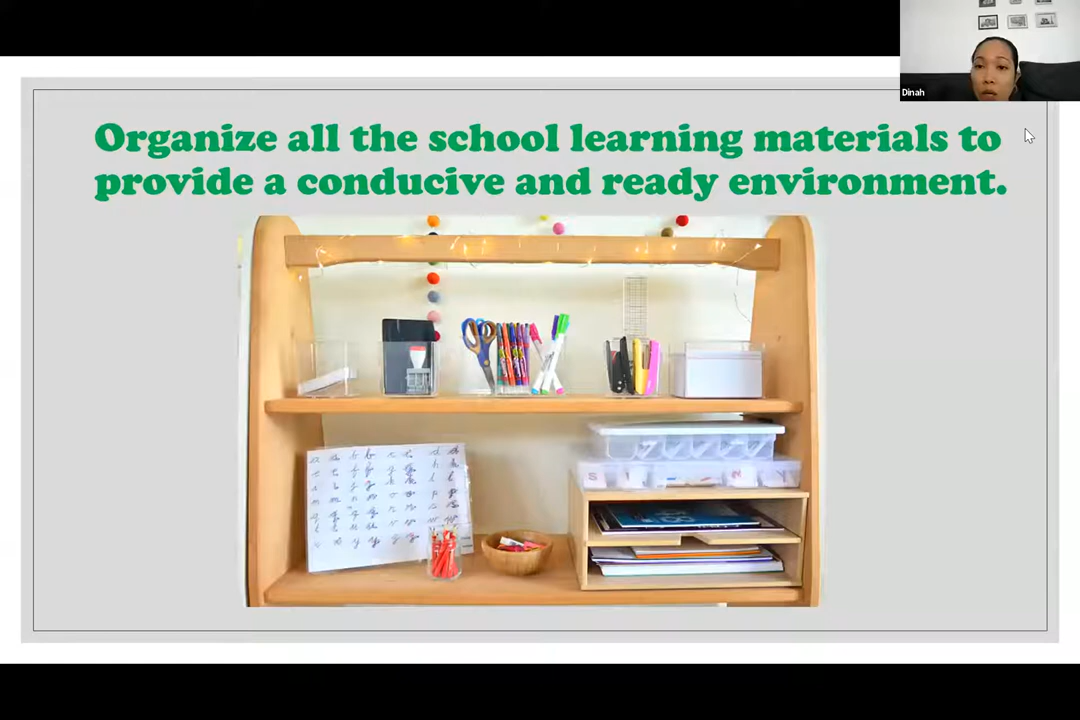 Dinah
Organize all the school learning materials to
provide a conducive and ready environment.